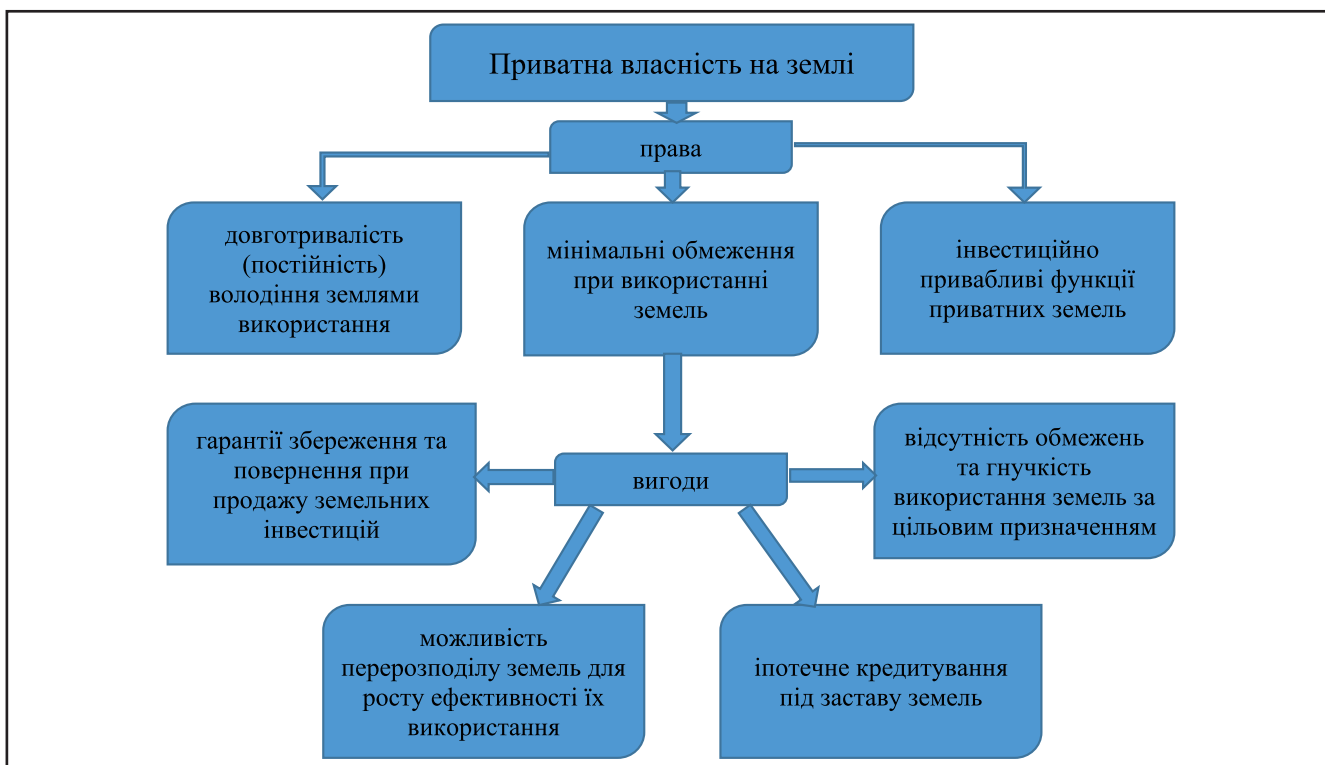 Приватна власність на землі
права
довготривалість
(постійність)
володіння землями
використання
мінімальні обмеження
при використанні
земель
інвестиційно
привабливі функції
приватних земель
гарантії збереження та
повернення при
продажу земельних
інвестицій
вигоди
відсутність обмежень
та гнучкість
використання земель за
цільовим призначенням
можливість
перерозподілу земель для
росту ефективності їх
використання
іпотечне кредитування
під заставу земель